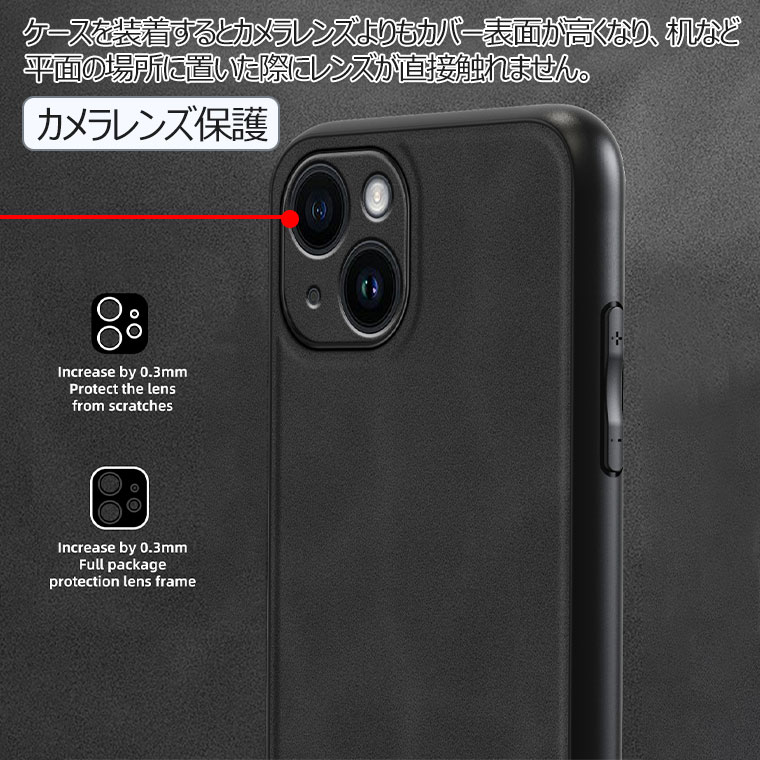 ケースを装着するとカメラレンズよりもカバー表面が高くなり、机など
平面の場所に置いた際にレンズが直接触れません。
カメラレンズ保護
Increase by 0.3mm
Protect the lens
from scratches
Increase by 0.3mm
Full package
protection lens frame